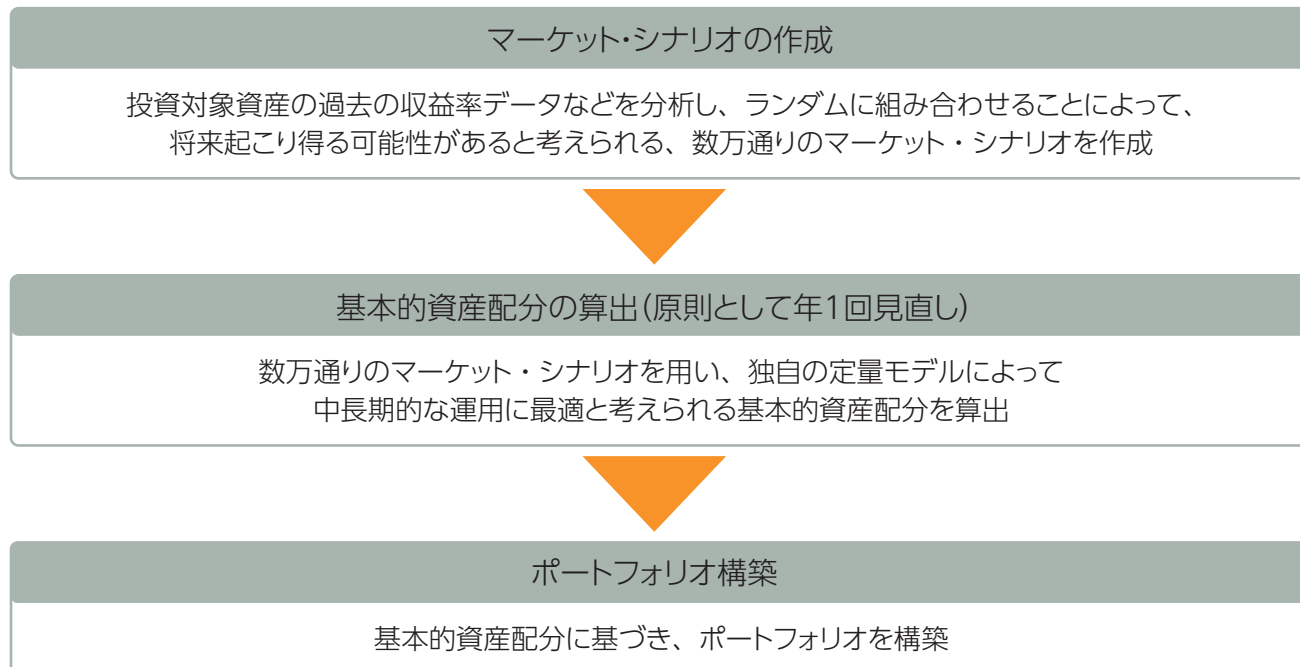 マーケット・シナリオの作成
投資対象資産の過去の収益率データなどを分析し、ランダムに組み合わせることによって、
将来起こり得る可能性があると考えられる、数万通りのマーケット・シナリオを作成
基本的資産配分の算出(原則として年1回見直し)
数万通りのマーケット・シナリオを用い、独自の定量モデルによって
中長期的な運用に最適と考えられる基本的資産配分を算出
ポートフォリオ構築
基本的資産配分に基づき、ポートフォリオを構築